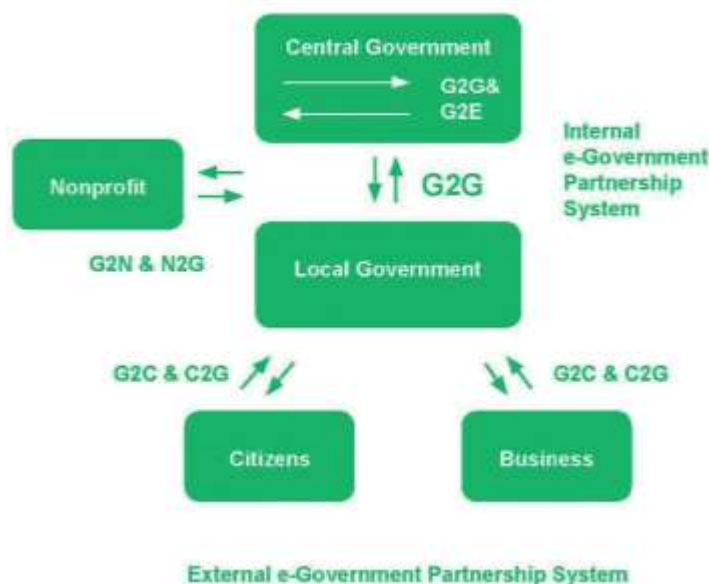 Central Government
G2G&
G2E
Internal
e-Government
Partnership
System
Nonprofit
G2G
G2N & N2G
Local Government
G2C & C2G
G2C & C2G
Citizens
Business
External e-Government Partnership System